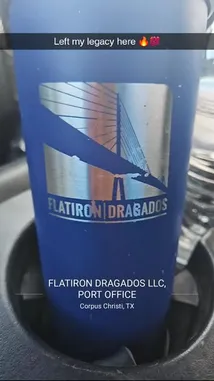 Left my legacy here 🔥💯
FLATIRON DRAGADOS
FLATIRON DRAGADOS LLC,
PORT OFFICE
Corpus Christi, TX